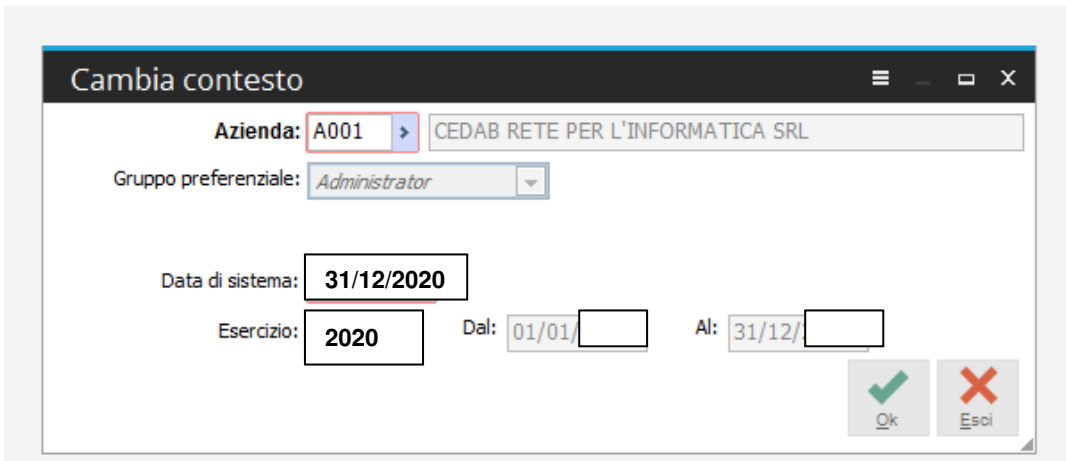 Cambia contesto
Azienda: A001 CEDAB RETE PER L'INFORMATICA SRL
Gruppo preferenziale: Administrator
Data di sistema: 31/12/2020
Esercizio: 2020 Dal: 01/01/ Al: 31/12/
Ok Esci